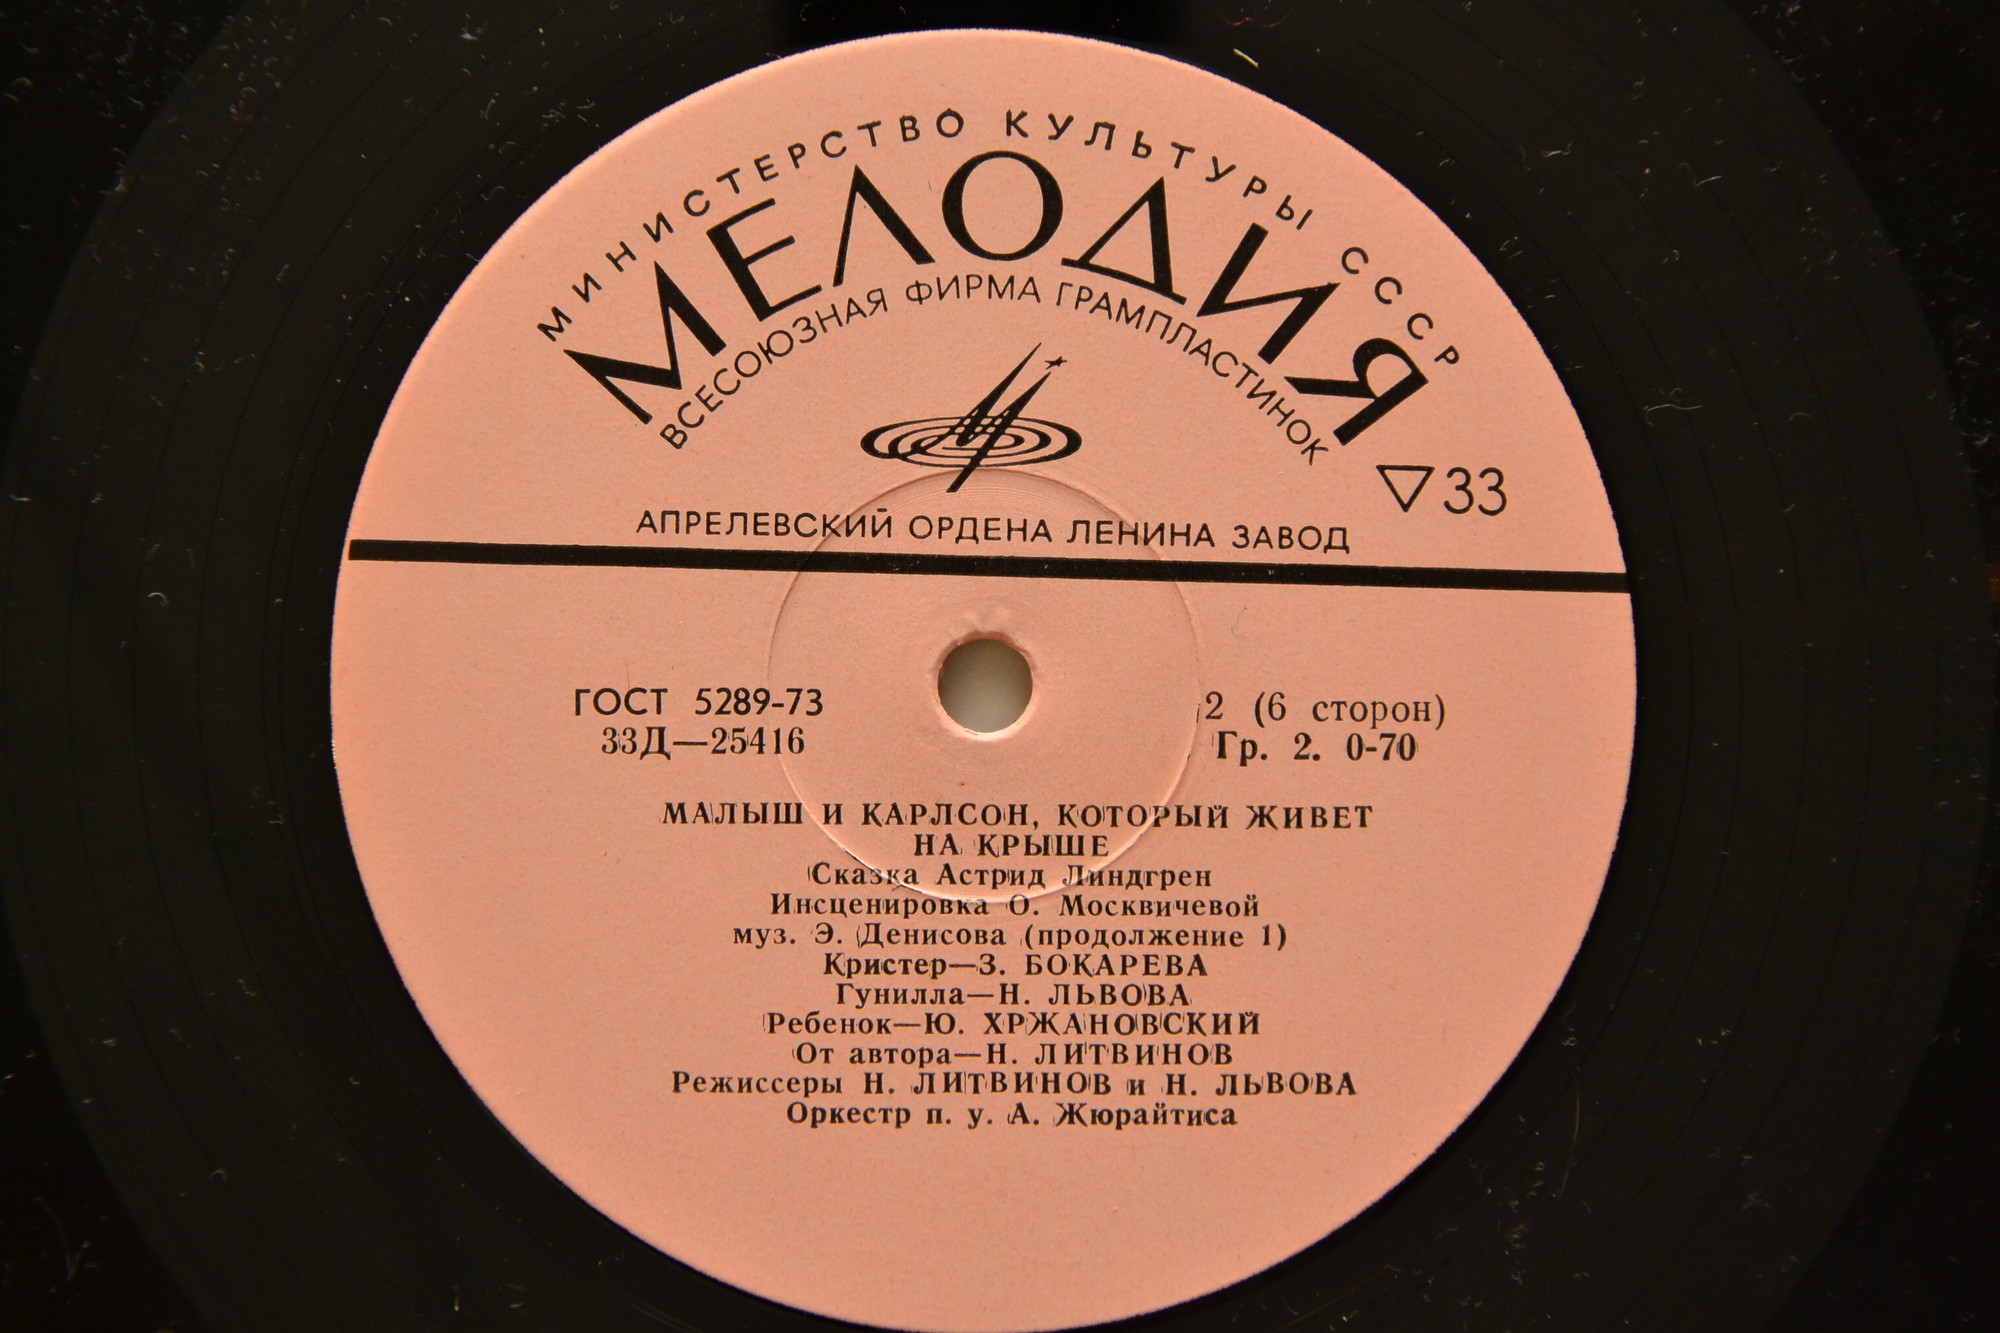 МИНИСТЕРСТВО КУЛЬТУРЫ СССР
МЕЛОДИЯ
ВСЕСОЮЗНАЯ ФИРМА ГРАМПЛАСТИНОК
33
АПРЕЛЕВСКИЙ ОРДЕНА ЛЕНИНА ЗАВОД
ГОСТ 5289-73
33Д—25416
2 (6 сторон)
Гр. 2. 0-70
МАЛЫШ И КАРЛСОН, КОТОРЫЙ ЖИВЕТ
НА КРЫШЕ
Сказка Астрид Линдгрен
Инсценировка О. Москвичевой
муз. Э. Денисова (продолжение 1)
Кристер—З. БОКАРЕВА
Гунилла—Н. ЛЬВОВА
Ребенок—Ю. ХРЖАНОВСКИЙ
От автора—Н. ЛИТВИНОВ
Режиссеры Н. ЛИТВИНОВ и Н. ЛЬВОВА
Оркестр п. у. А. Жюрайтиса